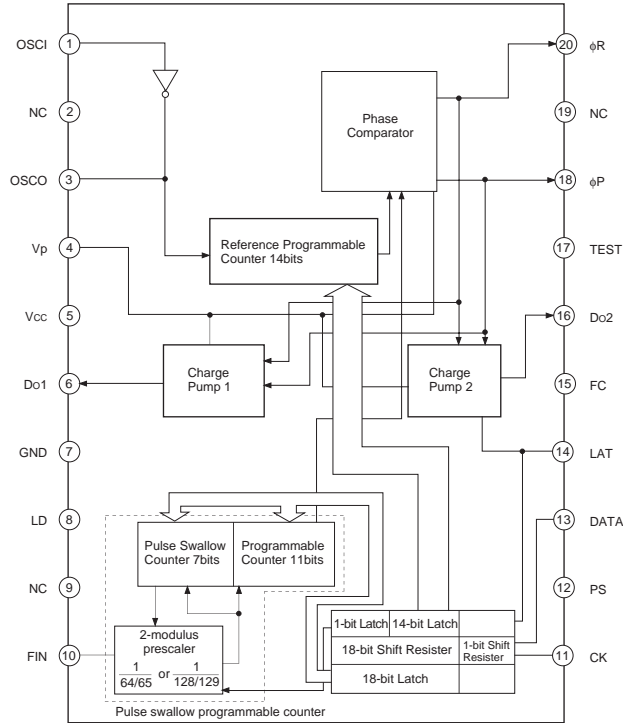 OSCI 1
NC 2
OSCO 3
Vp 4
Vcc 5
Do1 6
GND 7
LD 8
NC 9
FIN 10
20 φR
19 NC
18 φP
17 TEST
16 Do2
15 FC
14 LAT
13 DATA
12 PS
11 CK
Phase
Comparator
Reference Programmable
Counter 14bits
Charge
Pump 1
Charge
Pump 2
Pulse Swallow
Counter 7bits
Programmable
Counter 11bits
2-modulus
prescaler
1/64/65 or 1/128/129
Pulse swallow programmable counter
1-bit Latch
14-bit Latch
18-bit Shift Resister
1-bit Shift
Resister
18-bit Latch